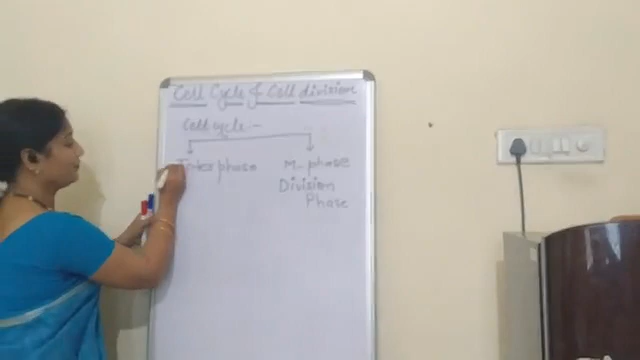 Cell Cycle & Cell division
Cell cycle :-
Interphase M-phase
Division
Phase